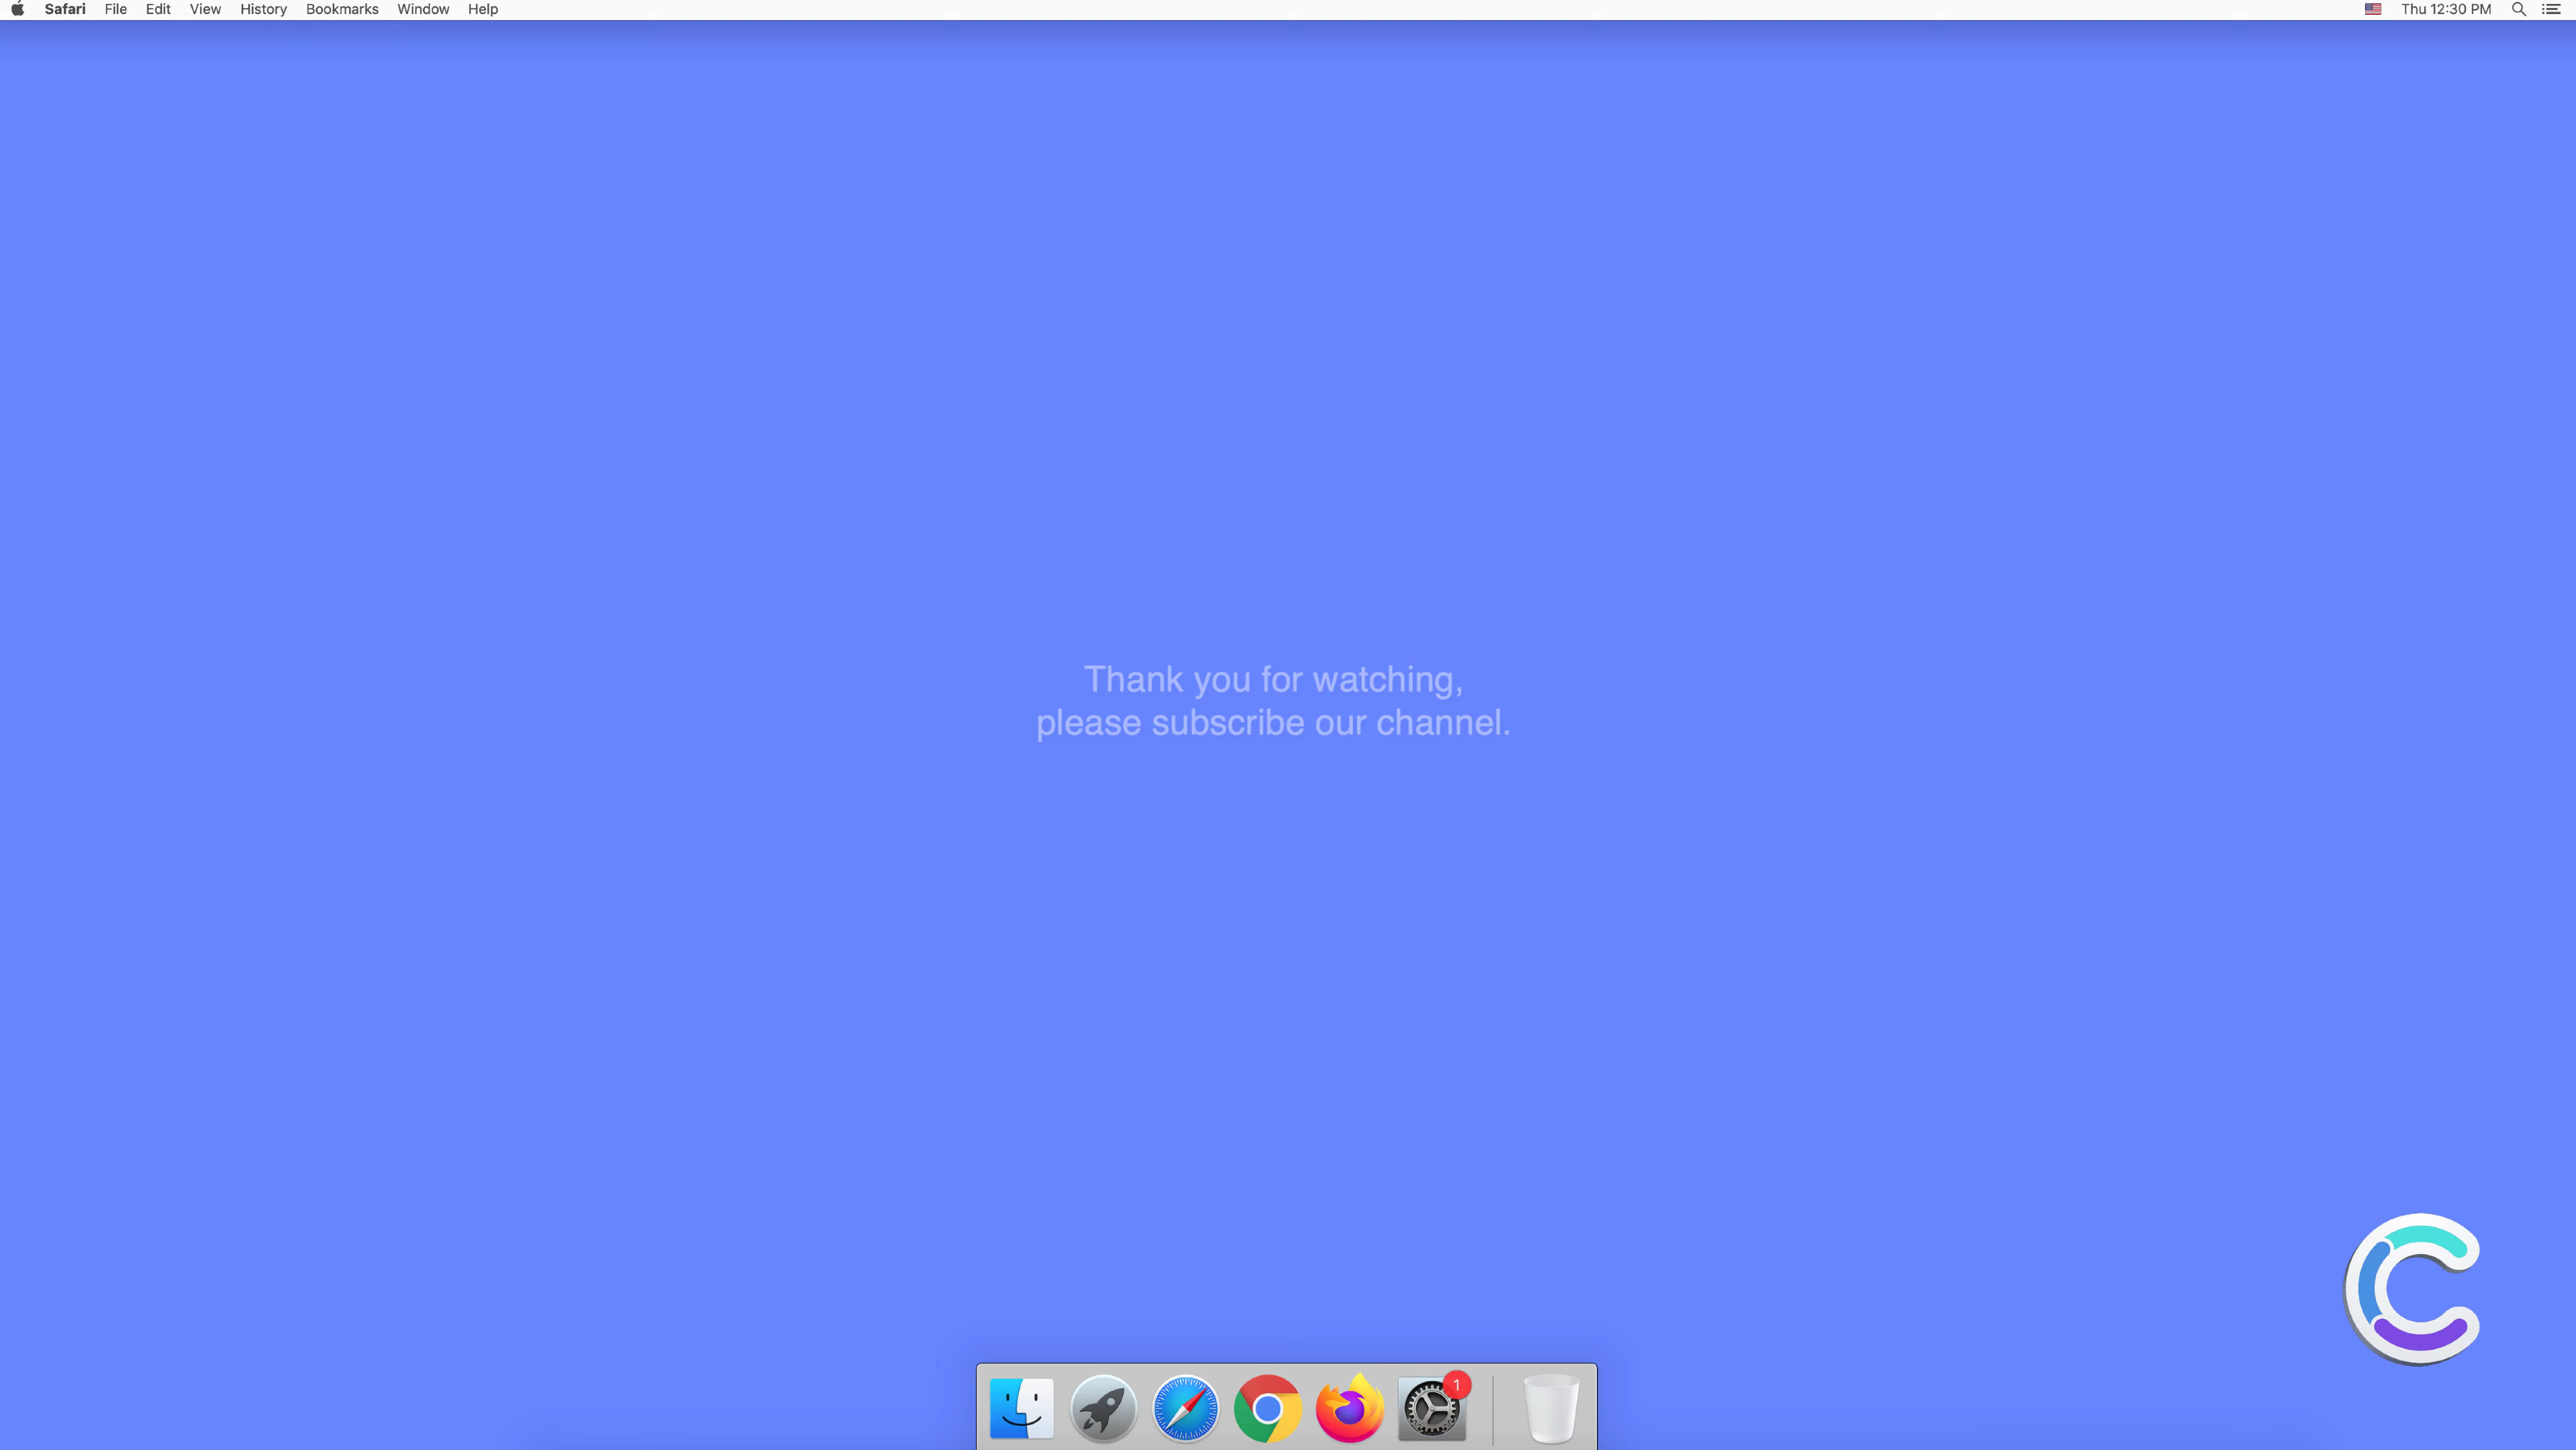 Safari File Edit View History Bookmarks Window Help Thu 12:30 PM
Thank you for watching,
please subscribe our channel.
1